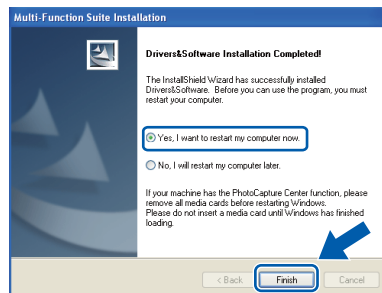 Multi-Function Suite Installation
Drivers&Software Installation Completed!
The InstallShield Wizard has successfully installed
Drivers&Software. Before you can use the program, you must
restart your computer.
Yes, I want to restart my computer now.
No, I will restart my computer later.
If your machine has the PhotoCapture Center function, please
remove all media cards before restarting Windows.
Please do not insert a media card until Windows has finished
loading.
< Back
Finish
Cancel